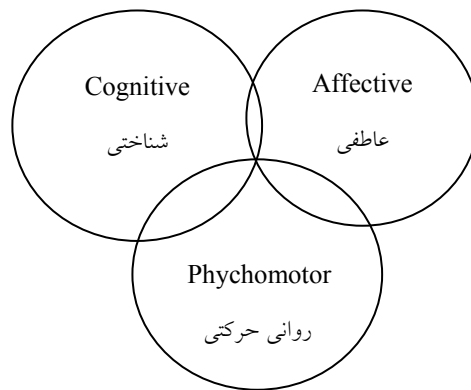 Cognitive
شناختی
Affective
عاطفی
Phychomotor
روانی حرکتی